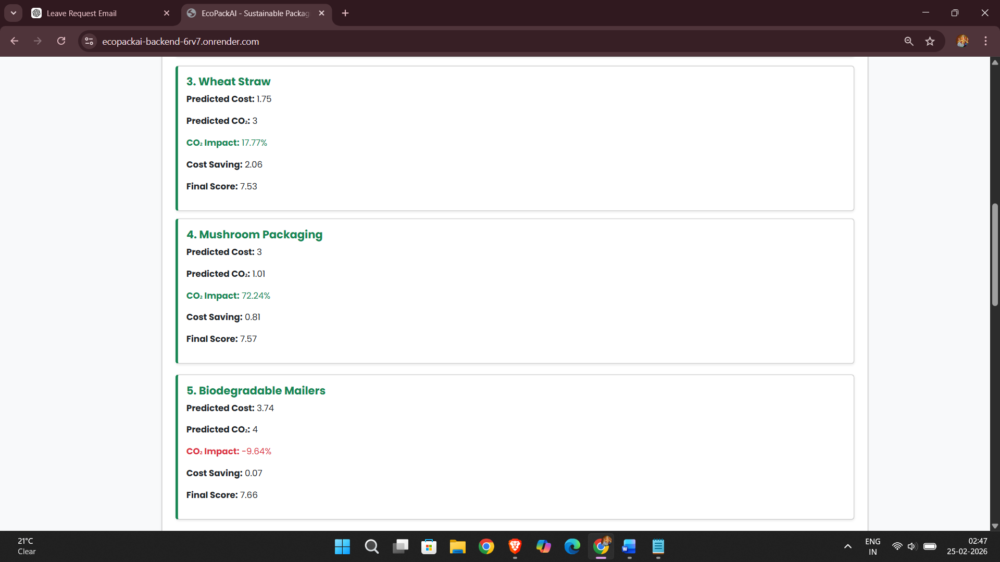 Leave Request Email
EcoPackAI - Sustainable Packag
ecopackai-backend-6rv7.onrender.com
3. Wheat Straw
Predicted Cost: 1.75
Predicted CO₂: 3
CO₂ Impact: 17.77%
Cost Saving: 2.06
Final Score: 7.53
4. Mushroom Packaging
Predicted Cost: 3
Predicted CO₂: 1.01
CO₂ Impact: 72.24%
Cost Saving: 0.81
Final Score: 7.57
5. Biodegradable Mailers
Predicted Cost: 3.74
Predicted CO₂: 4
CO₂ Impact: -9.64%
Cost Saving: 0.07
Final Score: 7.66
21°C
Clear
ENG
IN
02:47
25-02-2026